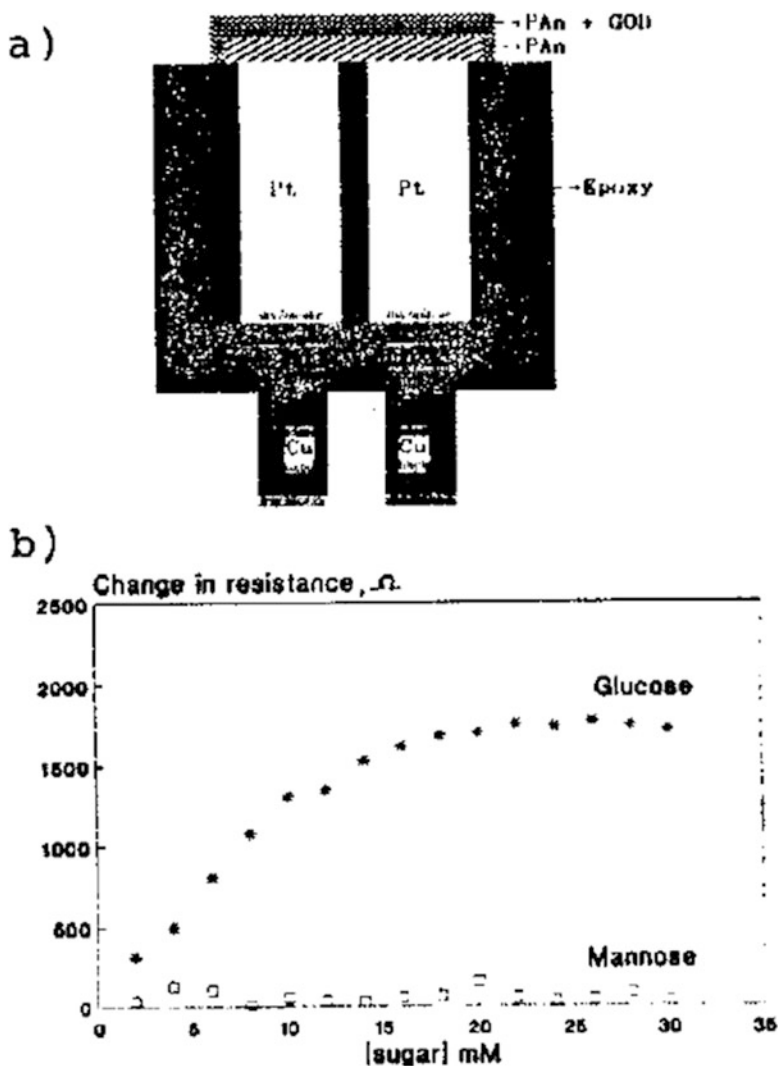 a)
PAn + GOD
PAn
Pt
Pt
Epoxy
Cu
Cu
b)
Change in resistance, Ω
2500
2000
1500
1000
500
0
Glucose
Mannose
0
5
10
15
20
25
30
35
[sugar] mM